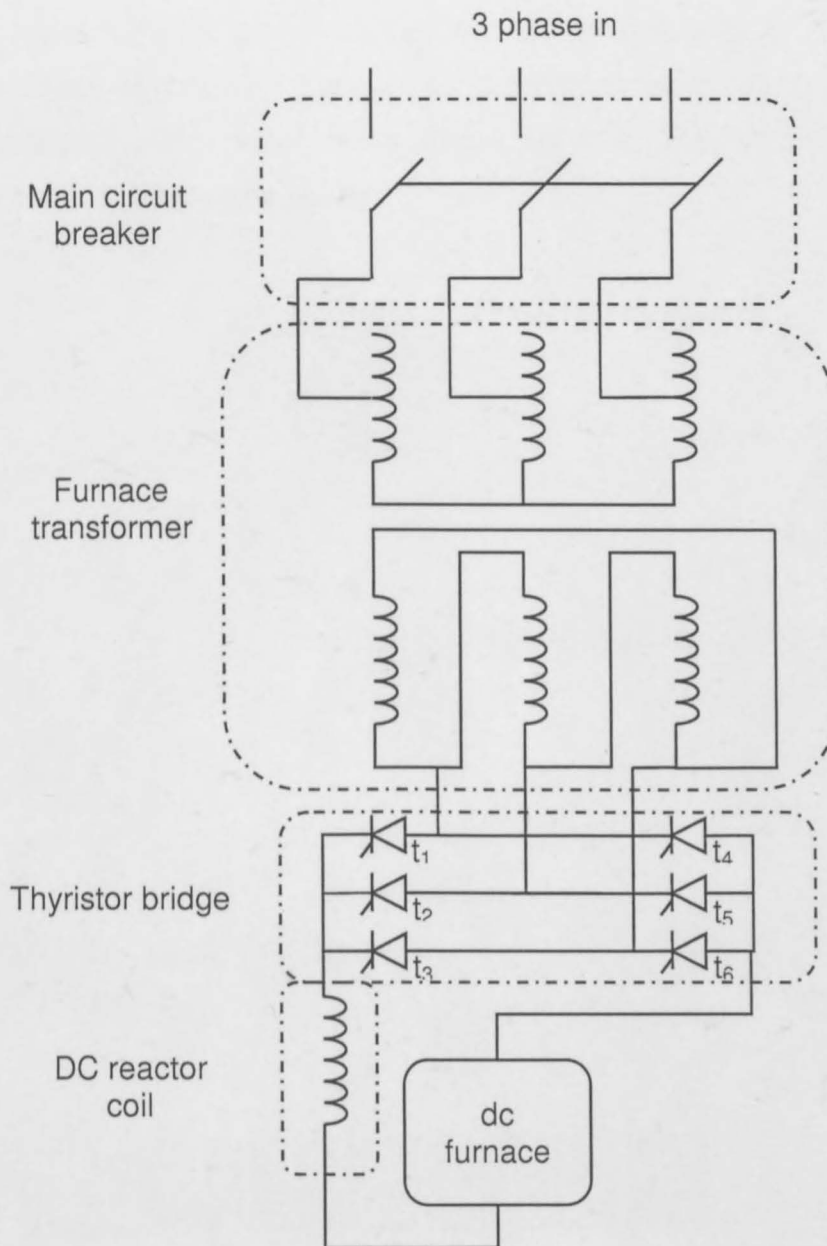 3 phase in
Main circuit
breaker
Furnace
transformer
t1
t4
Thyristor bridge
t2
t5
t3
t6
DC reactor
coil
dc
furnace